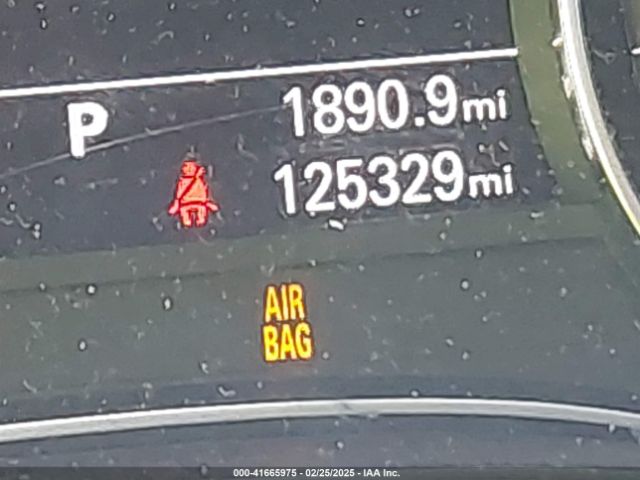 P
1890.9mi
125329mi
AIR
BAG
000-41665975 - 02/25/2025 - IAA Inc.